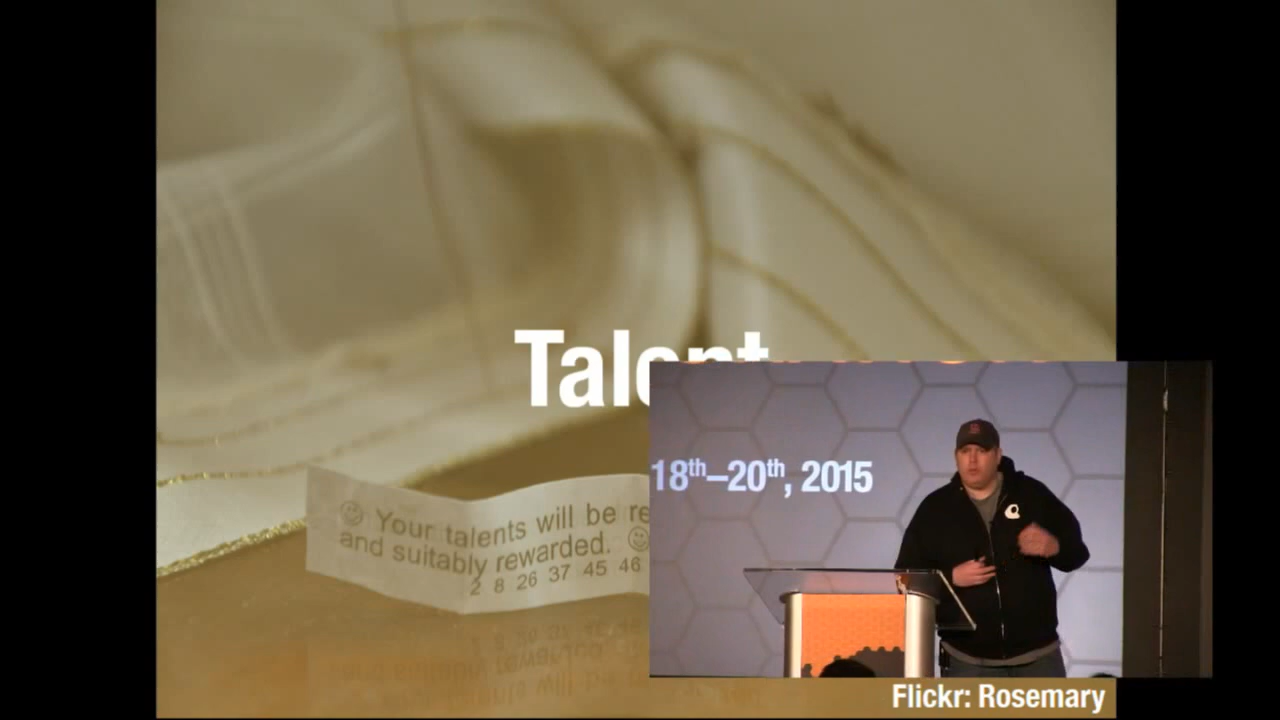 Talent
Your talents will be re
and suitably rewarded.
2 8 26 37 45 46
18th–20th, 2015
Flickr: Rosemary